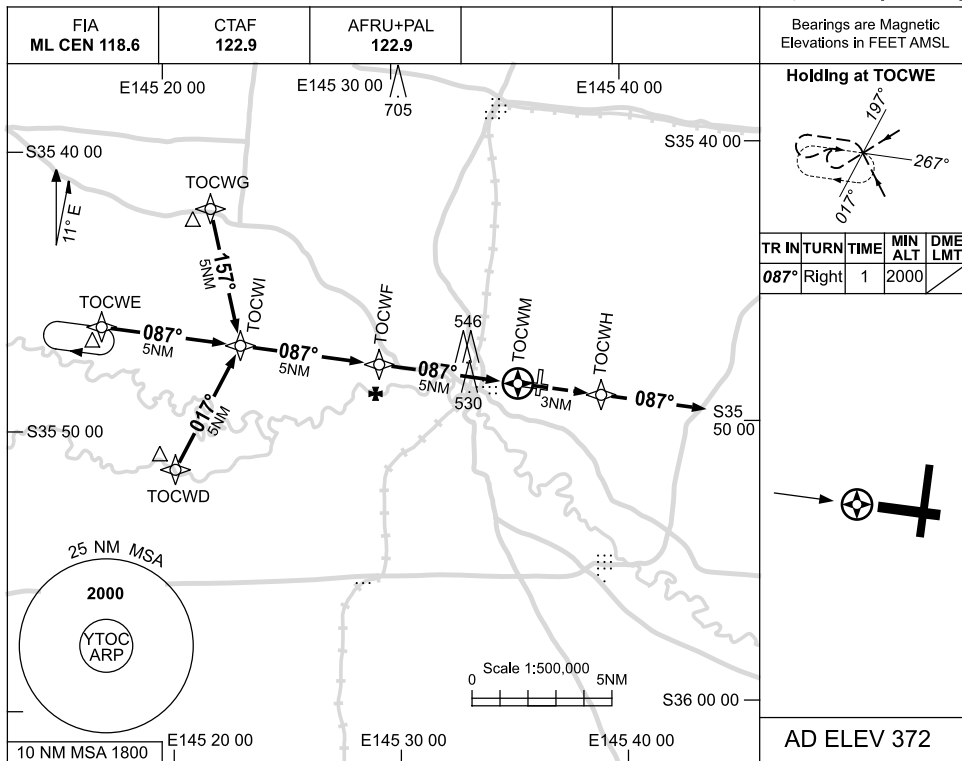 FIA
ML CEN 118.6
CTAF
122.9
AFRU+PAL
122.9
Bearings are Magnetic
Elevations in FEET AMSL
E145 20 00
E145 30 00
705
E145 40 00
Holding at TOCWE
197°
267°
017°
S35 40 00
S35 40 00
TOCWG
11° E
157°
5NM
TR IN
TURN
TIME
MIN ALT
DME LMT
087°
Right
1
2000
TOCWE
TOCWI
TOCWF
546
TOCWM
TOCWH
087°
5NM
087°
5NM
087°
5NM
530
3NM
087°
017°
5NM
S35 50 00
S35
50 00
TOCWD
25 NM MSA
2000
YTOC
ARP
Scale 1:500,000
0
5NM
S36 00 00
10 NM MSA 1800
E145 20 00
E145 30 00
E145 40 00
AD ELEV 372